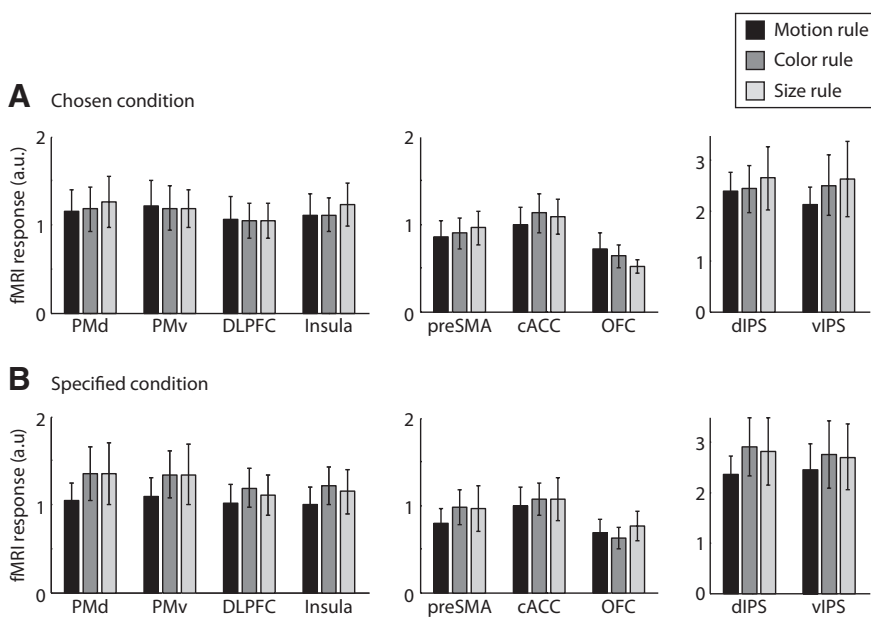 Motion rule
Color rule
Size rule
A Chosen condition
fMRI response (a.u.)
2
1
0
PMd PMv DLPFC Insula
2
1
0
preSMA cACC OFC
3
2
1
0
dIPS vIPS
B Specified condition
fMRI response (a.u)
2
1
0
PMd PMv DLPFC Insula
2
1
0
preSMA cACC OFC
3
2
1
0
dIPS vIPS